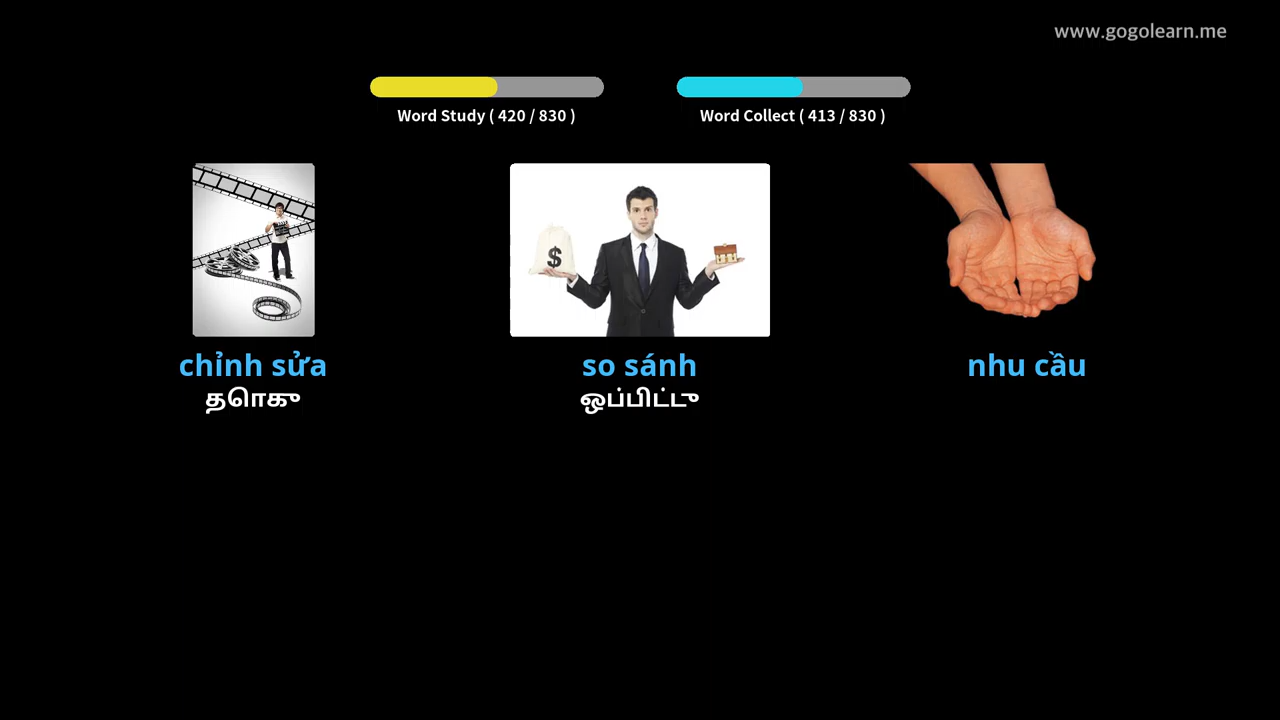 www.gogolearn.me
Word Study ( 420 / 830 )
Word Collect ( 413 / 830 )
$
chỉnh sửa
தொகு
so sánh
ஒப்பிட்டு
nhu cầu